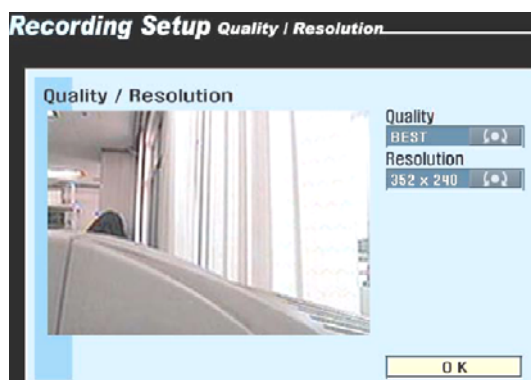 Recording Setup Quality / Resolution
Quality / Resolution
Quality
BEST
Resolution
352 x 240
OK